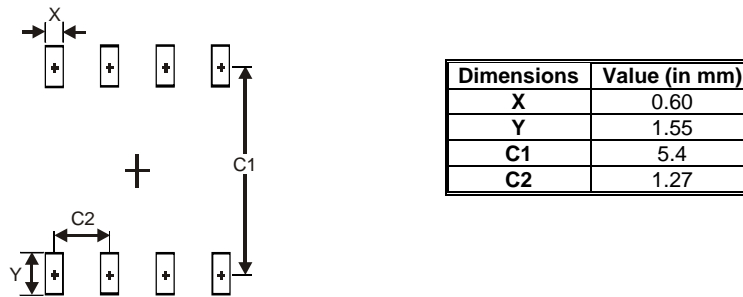 X
C1
C2
Y
Dimensions Value (in mm)
X 0.60
Y 1.55
C1 5.4
C2 1.27